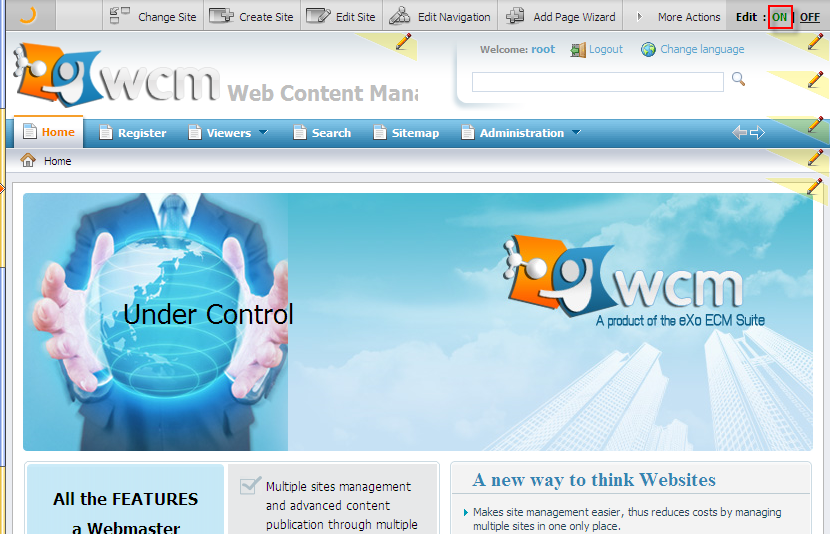 Change Site Create Site Edit Site Edit Navigation Add Page Wizard More Actions Edit : ON | OFF
wcm Web Content Mana
Welcome: root Logout Change language
Home Register Viewers Search Sitemap Administration
Home
Under Control
wcm
A product of the eXo ECM Suite
All the FEATURES
a Webmaster
Multiple sites management
and advanced content
publication through multiple
A new way to think Websites
Makes site management easier, thus reduces costs by managing
multiple sites in one only place.